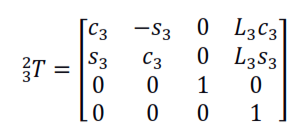 c₃ −s₃ 0 L₃c₃
²₃T = s₃ c₃ 0 L₃s₃
0 0 1 0
0 0 0 1